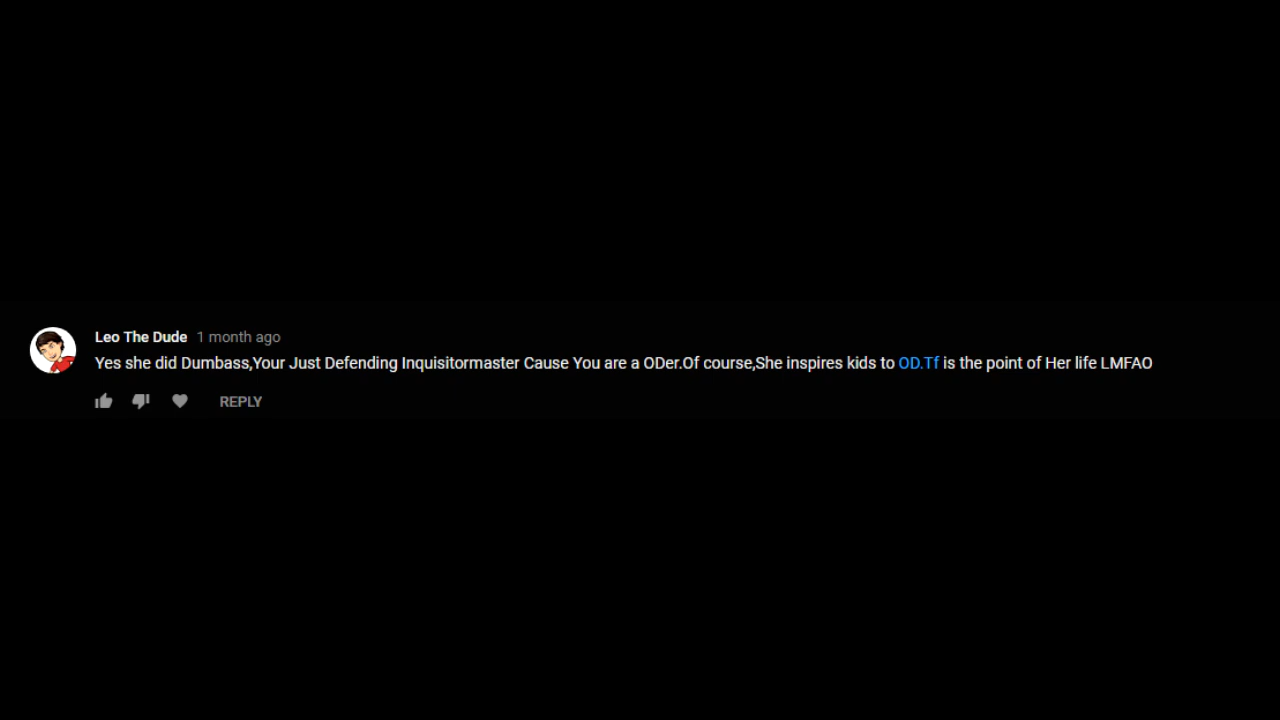 Leo The Dude 1 month ago
Yes she did Dumbass,Your Just Defending Inquisitormaster Cause You are a ODer.Of course,She inspires kids to OD.Tf is the point of Her life LMFAO
REPLY